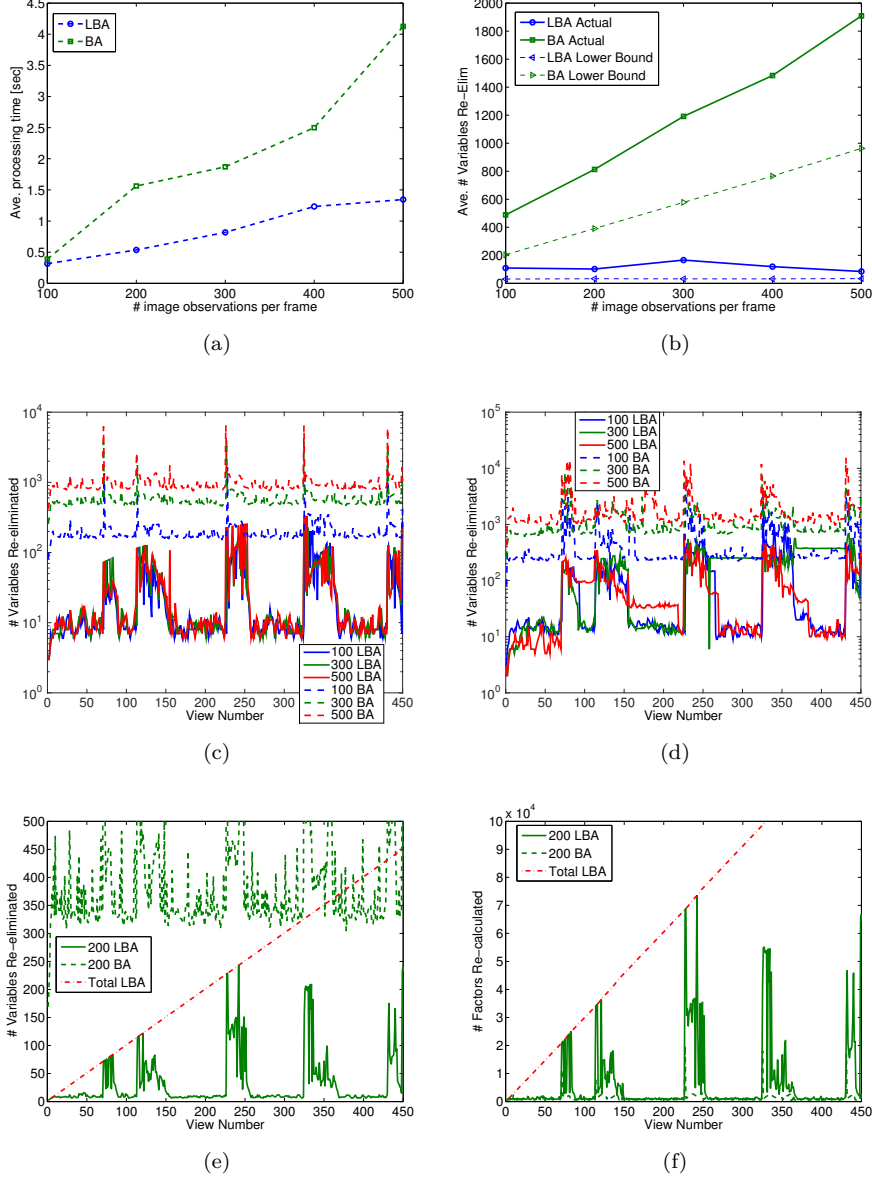 4.5
4
3.5
3
2.5
2
1.5
1
0.5
0
100
200
300
400
500
Ave. processing time [sec]
# image observations per frame
LBA
BA
(a)
2000
1800
1600
1400
1200
1000
800
600
400
200
0
100
200
300
400
500
Ave. # Variables Re-Elim
# image observations per frame
LBA Actual
BA Actual
LBA Lower Bound
BA Lower Bound
(b)
10^4
10^3
10^2
10^1
10^0
0
50
100
150
200
250
300
350
400
450
# Variables Re-eliminated
View Number
100 LBA
300 LBA
500 LBA
100 BA
300 BA
500 BA
(c)
10^5
10^4
10^3
10^2
10^1
10^0
0
50
100
150
200
250
300
350
400
450
# Variables Re-eliminated
View Number
100 LBA
300 LBA
500 LBA
100 BA
300 BA
500 BA
(d)
500
450
400
350
300
250
200
150
100
50
0
0
50
100
150
200
250
300
350
400
450
# Variables Re-eliminated
View Number
200 LBA
200 BA
Total LBA
(e)
x 10^4
10
9
8
7
6
5
4
3
2
1
0
0
50
100
150
200
250
300
350
400
450
# Factors Re-calculated
View Number
200 LBA
200 BA
Total LBA
(f)